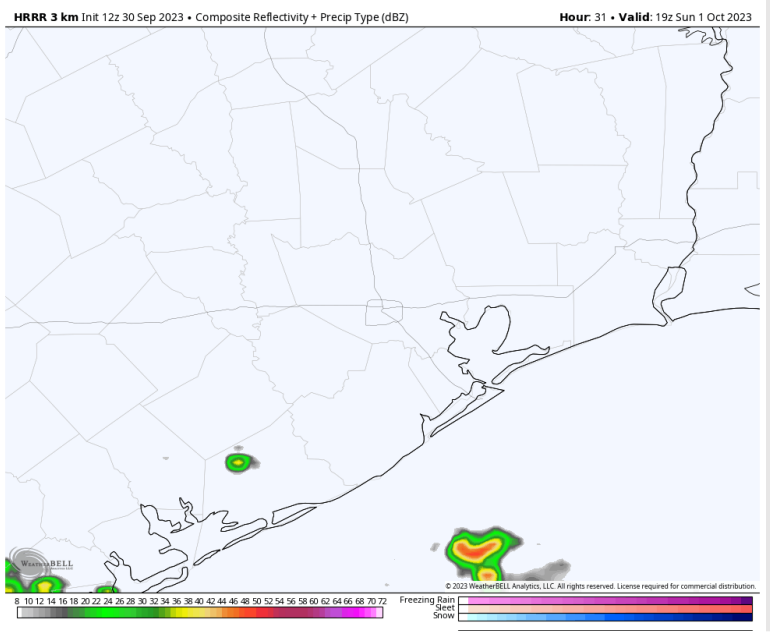 HRRR 3 km Init 12z 30 Sep 2023 • Composite Reflectivity + Precip Type (dBZ)
Hour: 31 • Valid: 19z Sun 1 Oct 2023
WEATHERBELL
© 2023 WeatherBELL Analytics, LLC. All rights reserved. License required for commercial distribution.
8 10 12 14 16 18 20 22 24 26 28 30 32 34 36 38 40 42 44 46 48 50 52 54 56 58 60 62 64 66 68 70 72
Freezing Rain
Sleet
Snow